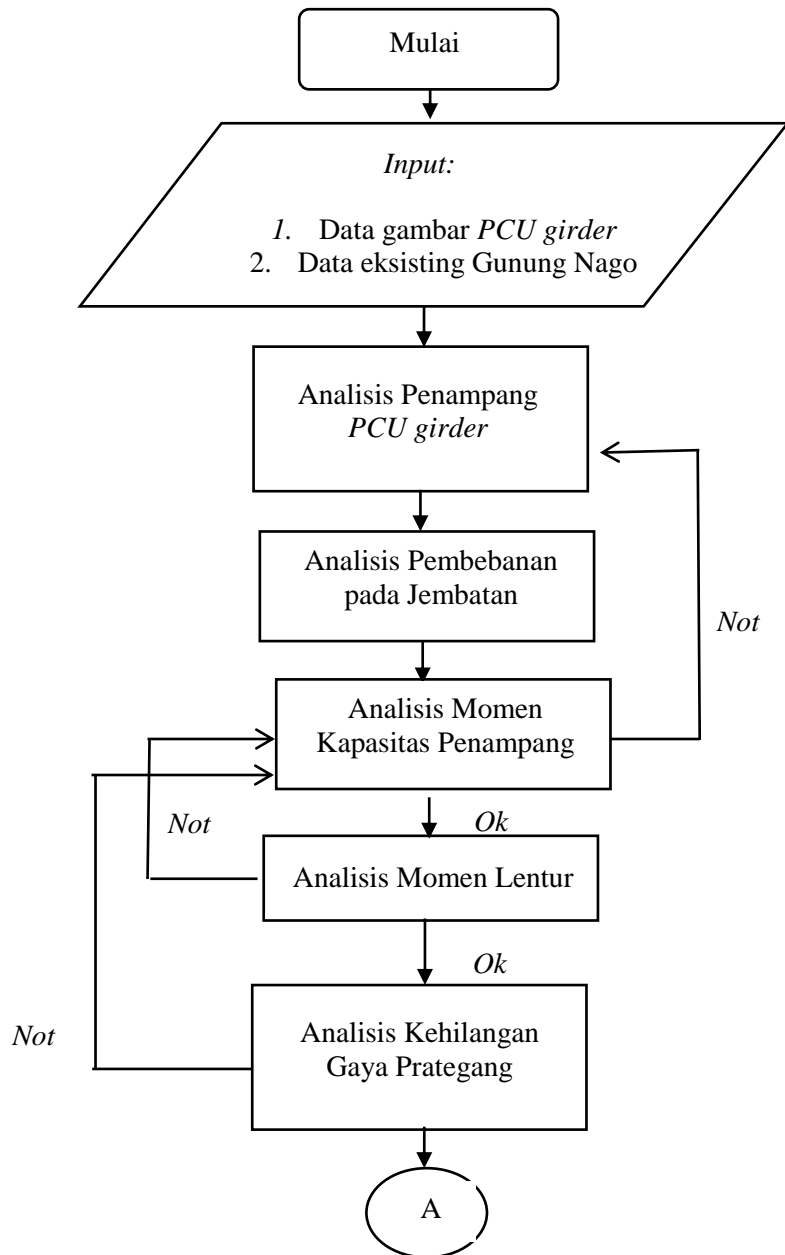 Mulai
Input:
1. Data gambar PCU girder
2. Data eksisting Gunung Nago
Analisis Penampang
PCU girder
Analisis Pembebanan
pada Jembatan
Not
Analisis Momen
Kapasitas Penampang
Ok
Not
Analisis Momen Lentur
Ok
Not
Analisis Kehilangan
Gaya Prategang
A